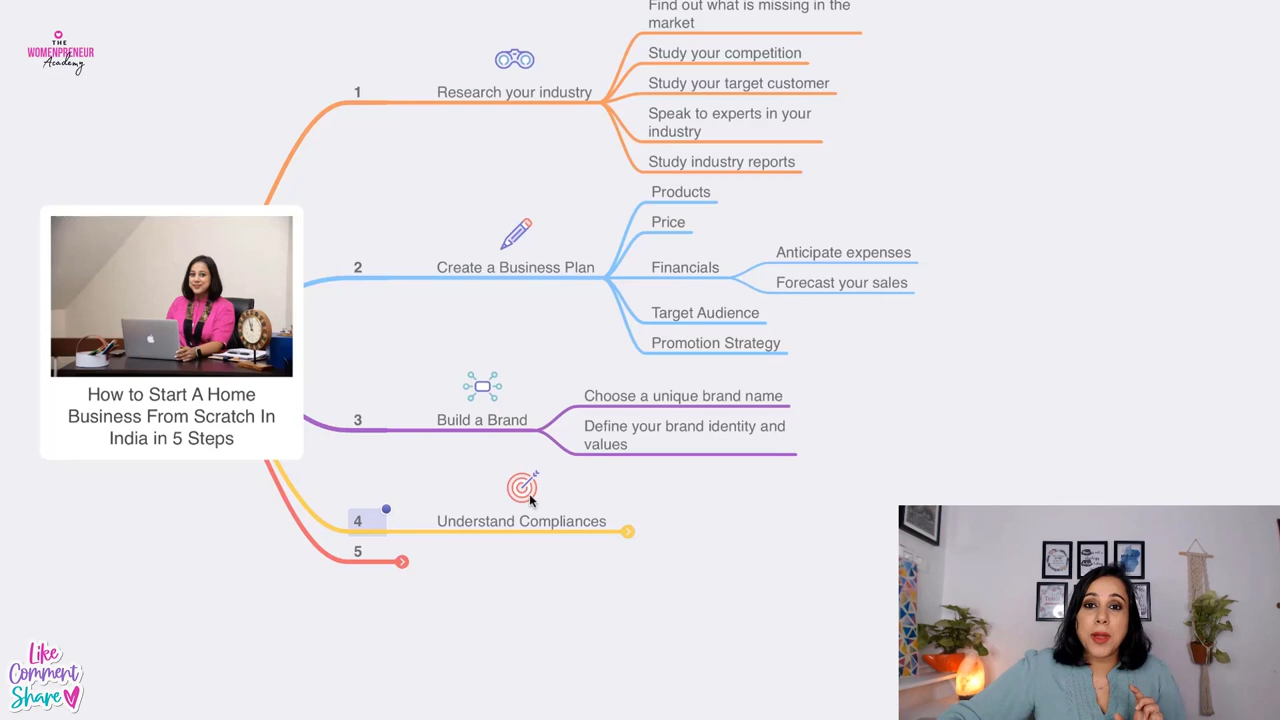 THE
WOMENPRENEUR
Academy
Find out what is missing in the
market
Study your competition
Study your target customer
Speak to experts in your
industry
Study industry reports
1
Research your industry
Products
Price
Financials
Anticipate expenses
Forecast your sales
Target Audience
Promotion Strategy
2
Create a Business Plan
How to Start A Home
Business From Scratch In
India in 5 Steps
3
Build a Brand
Choose a unique brand name
Define your brand identity and
values
4
Understand Compliances
5
Like
Comment
Share